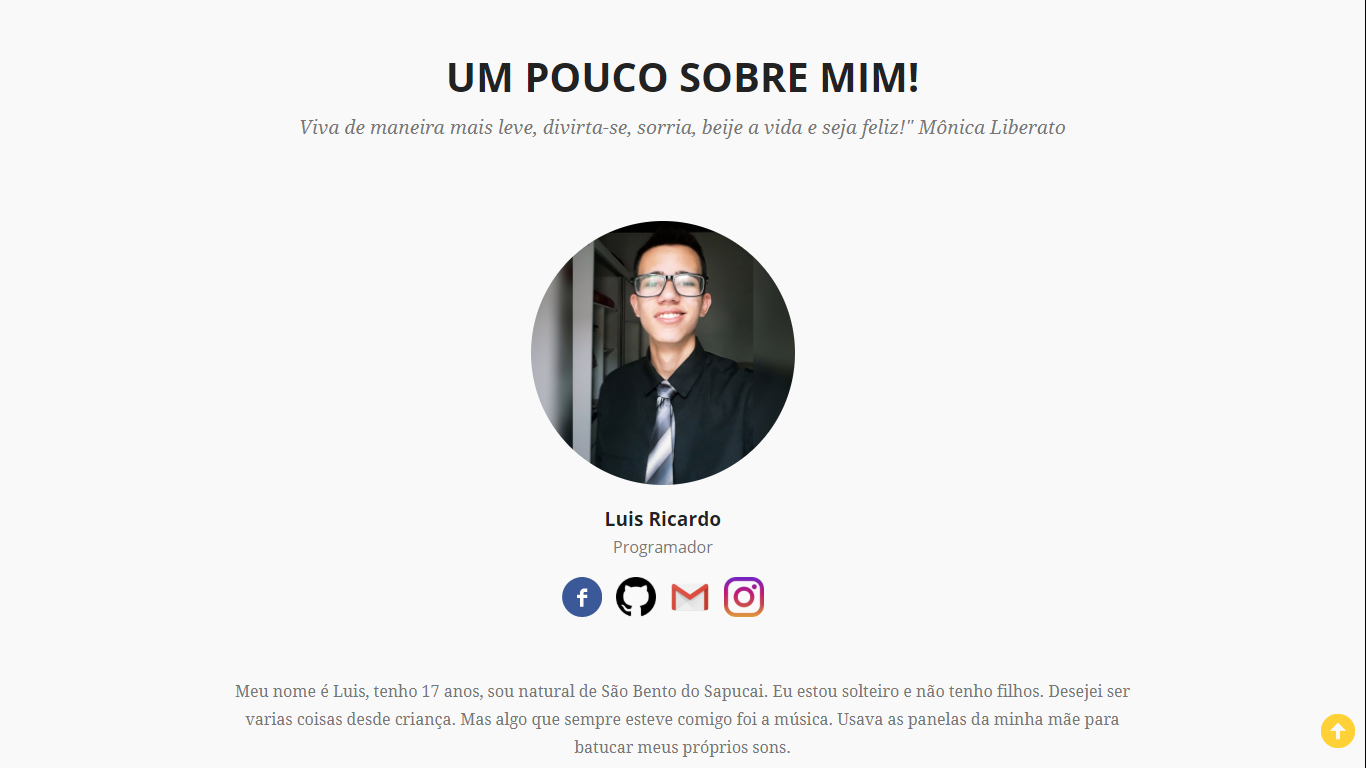 UM POUCO SOBRE MIM!
Viva de maneira mais leve, divirta-se, sorria, beije a vida e seja feliz!" Mônica Liberato
Luis Ricardo
Programador
Meu nome é Luis, tenho 17 anos, sou natural de São Bento do Sapucai. Eu estou solteiro e não tenho filhos. Desejei ser
varias coisas desde criança. Mas algo que sempre esteve comigo foi a música. Usava as panelas da minha mãe para
batucar meus próprios sons.